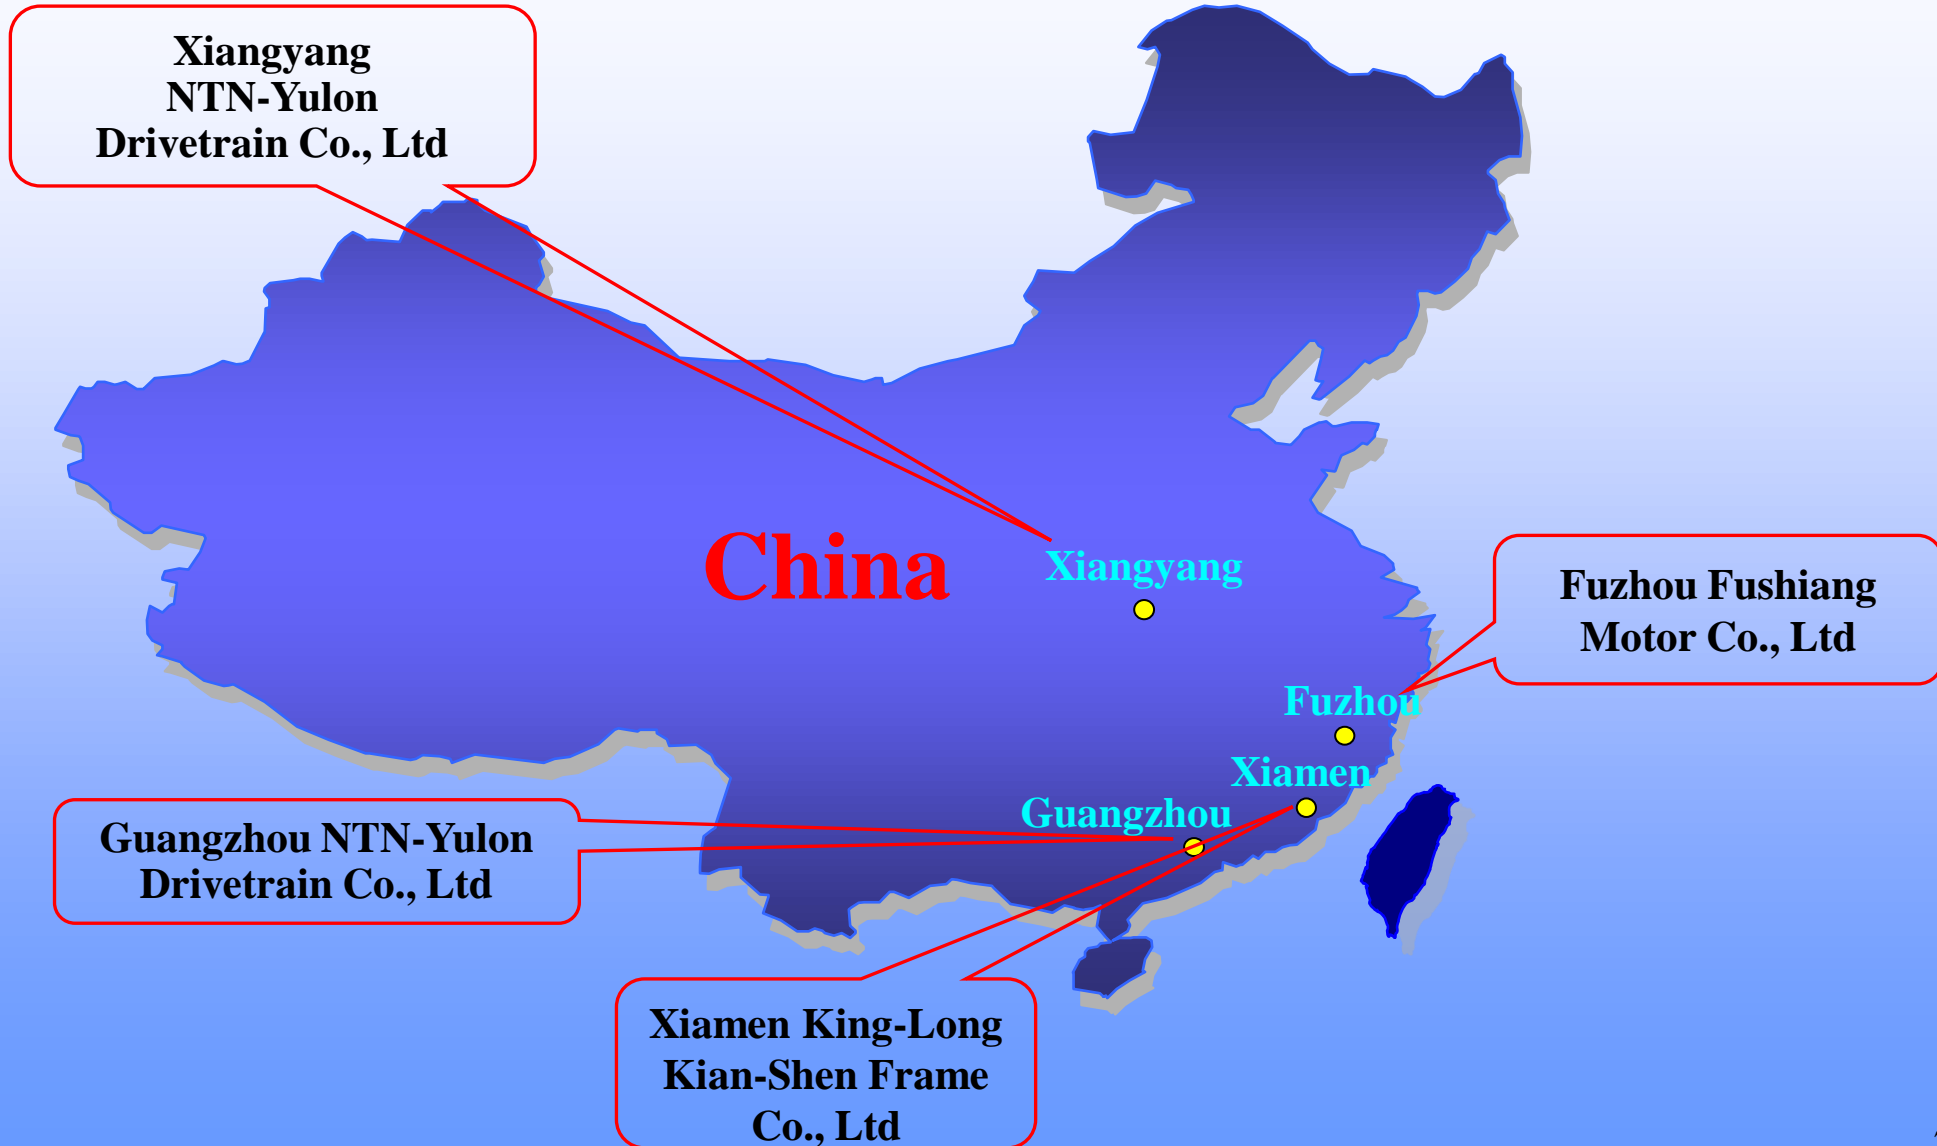 Xiangyang
NTN-Yulon
Drivetrain Co., Ltd
China
Xiangyang
Fuzhou Fushiang
Motor Co., Ltd
Fuzhou
Xiamen
Guangzhou
Guangzhou NTN-Yulon
Drivetrain Co., Ltd
Xiamen King-Long
Kian-Shen Frame
Co., Ltd